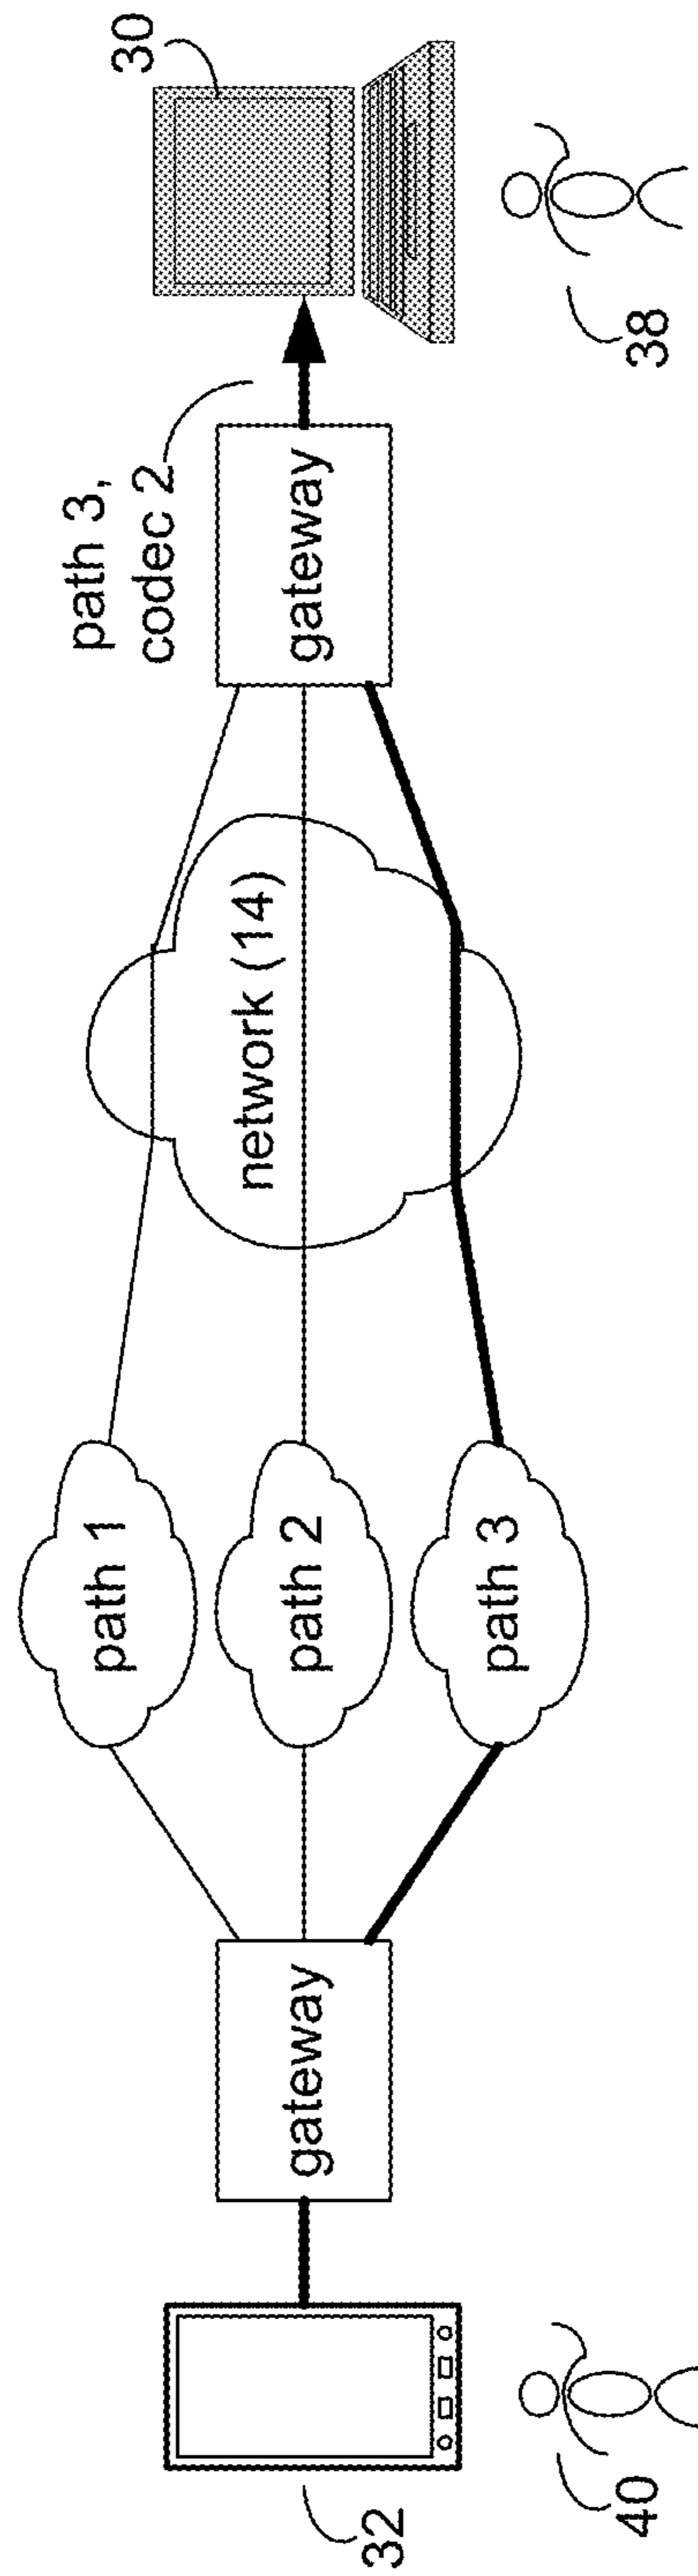 30
path 3,
codec 2
path 1
network (14)
gateway
path 2
gateway
path 3
32
40
38